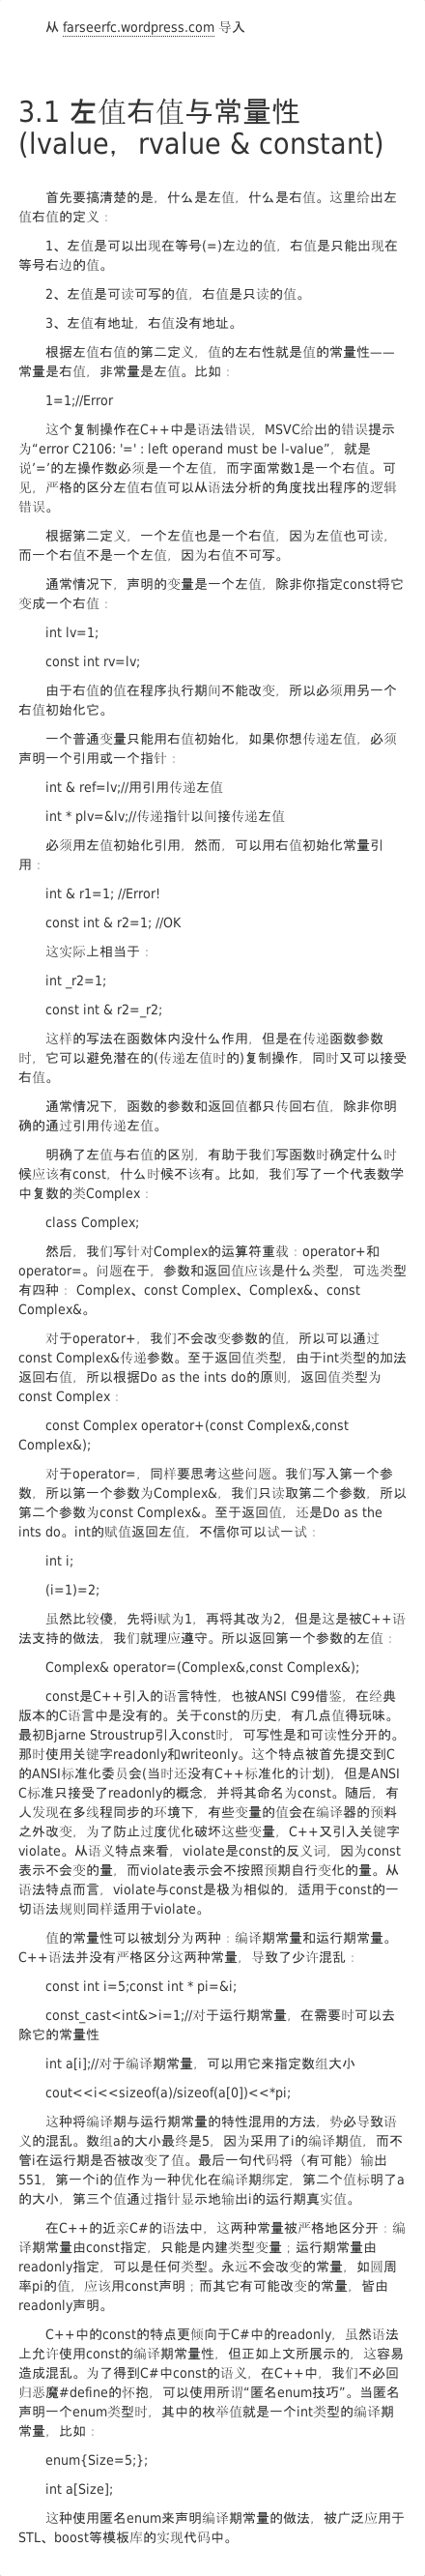 从 farseerfc.wordpress.com 导入
3.1 左值右值与常量性
(lvalue，rvalue & constant)
首先要搞清楚的是，什么是左值，什么是右值。这里给出左
值右值的定义：
1、左值是可以出现在等号(=)左边的值，右值是只能出现在
等号右边的值。
2、左值是可读可写的值，右值是只读的值。
3、左值有地址，右值没有地址。
根据左值右值的第二定义，值的左右性就是值的常量性——
常量是右值，非常量是左值。比如：
1=1;//Error
这个复制操作在C++中是语法错误，MSVC给出的错误提示
为“error C2106: '=' : left operand must be l-value”，就是
说‘=’的左操作数必须是一个左值，而字面常数1是一个右值。可
见，严格的区分左值右值可以从语法分析的角度找出程序的逻辑
错误。
根据第二定义，一个左值也是一个右值，因为左值也可读，
而一个右值不是一个左值，因为右值不可写。
通常情况下，声明的变量是一个左值，除非你指定const将它
变成一个右值：
int lv=1;
const int rv=lv;
由于右值的值在程序执行期间不能改变，所以必须用另一个
右值初始化它。
一个普通变量只能用右值初始化，如果你想传递左值，必须
声明一个引用或一个指针：
int & ref=lv;//用引用传递左值
int * plv=&lv;//传递指针以间接传递左值
必须用左值初始化引用，然而，可以用右值初始化常量引
用：
int & r1=1; //Error!
const int & r2=1; //OK
这实际上相当于：
int _r2=1;
const int & r2=_r2;
这样的写法在函数体内没什么作用，但是在传递函数参数
时，它可以避免潜在的(传递左值时的)复制操作，同时又可以接受
右值。
通常情况下，函数的参数和返回值都只传回右值，除非你明
确的通过引用传递左值。
明确了左值与右值的区别，有助于我们写函数时确定什么时
候应该有const，什么时候不该有。比如，我们写了一个代表数学
中复数的类Complex：
class Complex;
然后，我们写针对Complex的运算符重载：operator+和
operator=。问题在于，参数和返回值应该是什么类型，可选类型
有四种： Complex、const Complex、Complex&、const
Complex&。
对于operator+，我们不会改变参数的值，所以可以通过
const Complex&传递参数。至于返回值类型，由于int类型的加法
返回右值，所以根据Do as the ints do的原则，返回值类型为
const Complex：
const Complex operator+(const Complex&,const
Complex&);
对于operator=，同样要思考这些问题。我们写入第一个参
数，所以第一个参数为Complex&，我们只读取第二个参数，所以
第二个参数为const Complex&。至于返回值，还是Do as the
ints do。int的赋值返回左值，不信你可以试一试：
int i;
(i=1)=2;
虽然比较傻，先将i赋为1，再将其改为2，但是这是被C++语
法支持的做法，我们就理应遵守。所以返回第一个参数的左值：
Complex& operator=(Complex&,const Complex&);
const是C++引入的语言特性，也被ANSI C99借鉴，在经典
版本的C语言中是没有的。关于const的历史，有几点值得玩味。
最初Bjarne Stroustrup引入const时，可写性是和可读性分开的。
那时使用关键字readonly和writeonly。这个特点被首先提交到C
的ANSI标准化委员会(当时还没有C++标准化的计划)，但是ANSI
C标准只接受了readonly的概念，并将其命名为const。随后，有
人发现在多线程同步的环境下，有些变量的值会在编译器的预料
之外改变，为了防止过度优化破坏这些变量，C++又引入关键字
violate。从语义特点来看，violate是const的反义词，因为const
表示不会变的量，而violate表示会不按照预期自行变化的量。从
语法特点而言，violate与const是极为相似的，适用于const的一
切语法规则同样适用于violate。
值的常量性可以被划分为两种：编译期常量和运行期常量。
C++语法并没有严格区分这两种常量，导致了少许混乱：
const int i=5;const int * pi=&i;
const_cast<int&>i=1;//对于运行期常量，在需要时可以去
除它的常量性
int a[i];//对于编译期常量，可以用它来指定数组大小
cout<<i<<sizeof(a)/sizeof(a[0])<<*pi;
这种将编译期与运行期常量的特性混用的方法，势必导致语
义的混乱。数组a的大小最终是5，因为采用了i的编译期值，而不
管i在运行期是否被改变了值。最后一句代码将（有可能）输出
551，第一个i的值作为一种优化在编译期绑定，第二个值标明了a
的大小，第三个值通过指针显示地输出i的运行期真实值。
在C++的近亲C#的语法中，这两种常量被严格地区分开：编
译期常量由const指定，只能是内建类型变量；运行期常量由
readonly指定，可以是任何类型。永远不会改变的常量，如圆周
率pi的值，应该用const声明；而其它有可能改变的常量，皆由
readonly声明。
C++中的const的特点更倾向于C#中的readonly，虽然语法
上允许使用const的编译期常量性，但正如上文所展示的，这容易
造成混乱。为了得到C#中const的语义，在C++中，我们不必回
归恶魔#define的怀抱，可以使用所谓“匿名enum技巧”。当匿名
声明一个enum类型时，其中的枚举值就是一个int类型的编译期
常量，比如：
enum{Size=5;};
int a[Size];
这种使用匿名enum来声明编译期常量的做法，被广泛应用于
STL、boost等模板库的实现代码中。